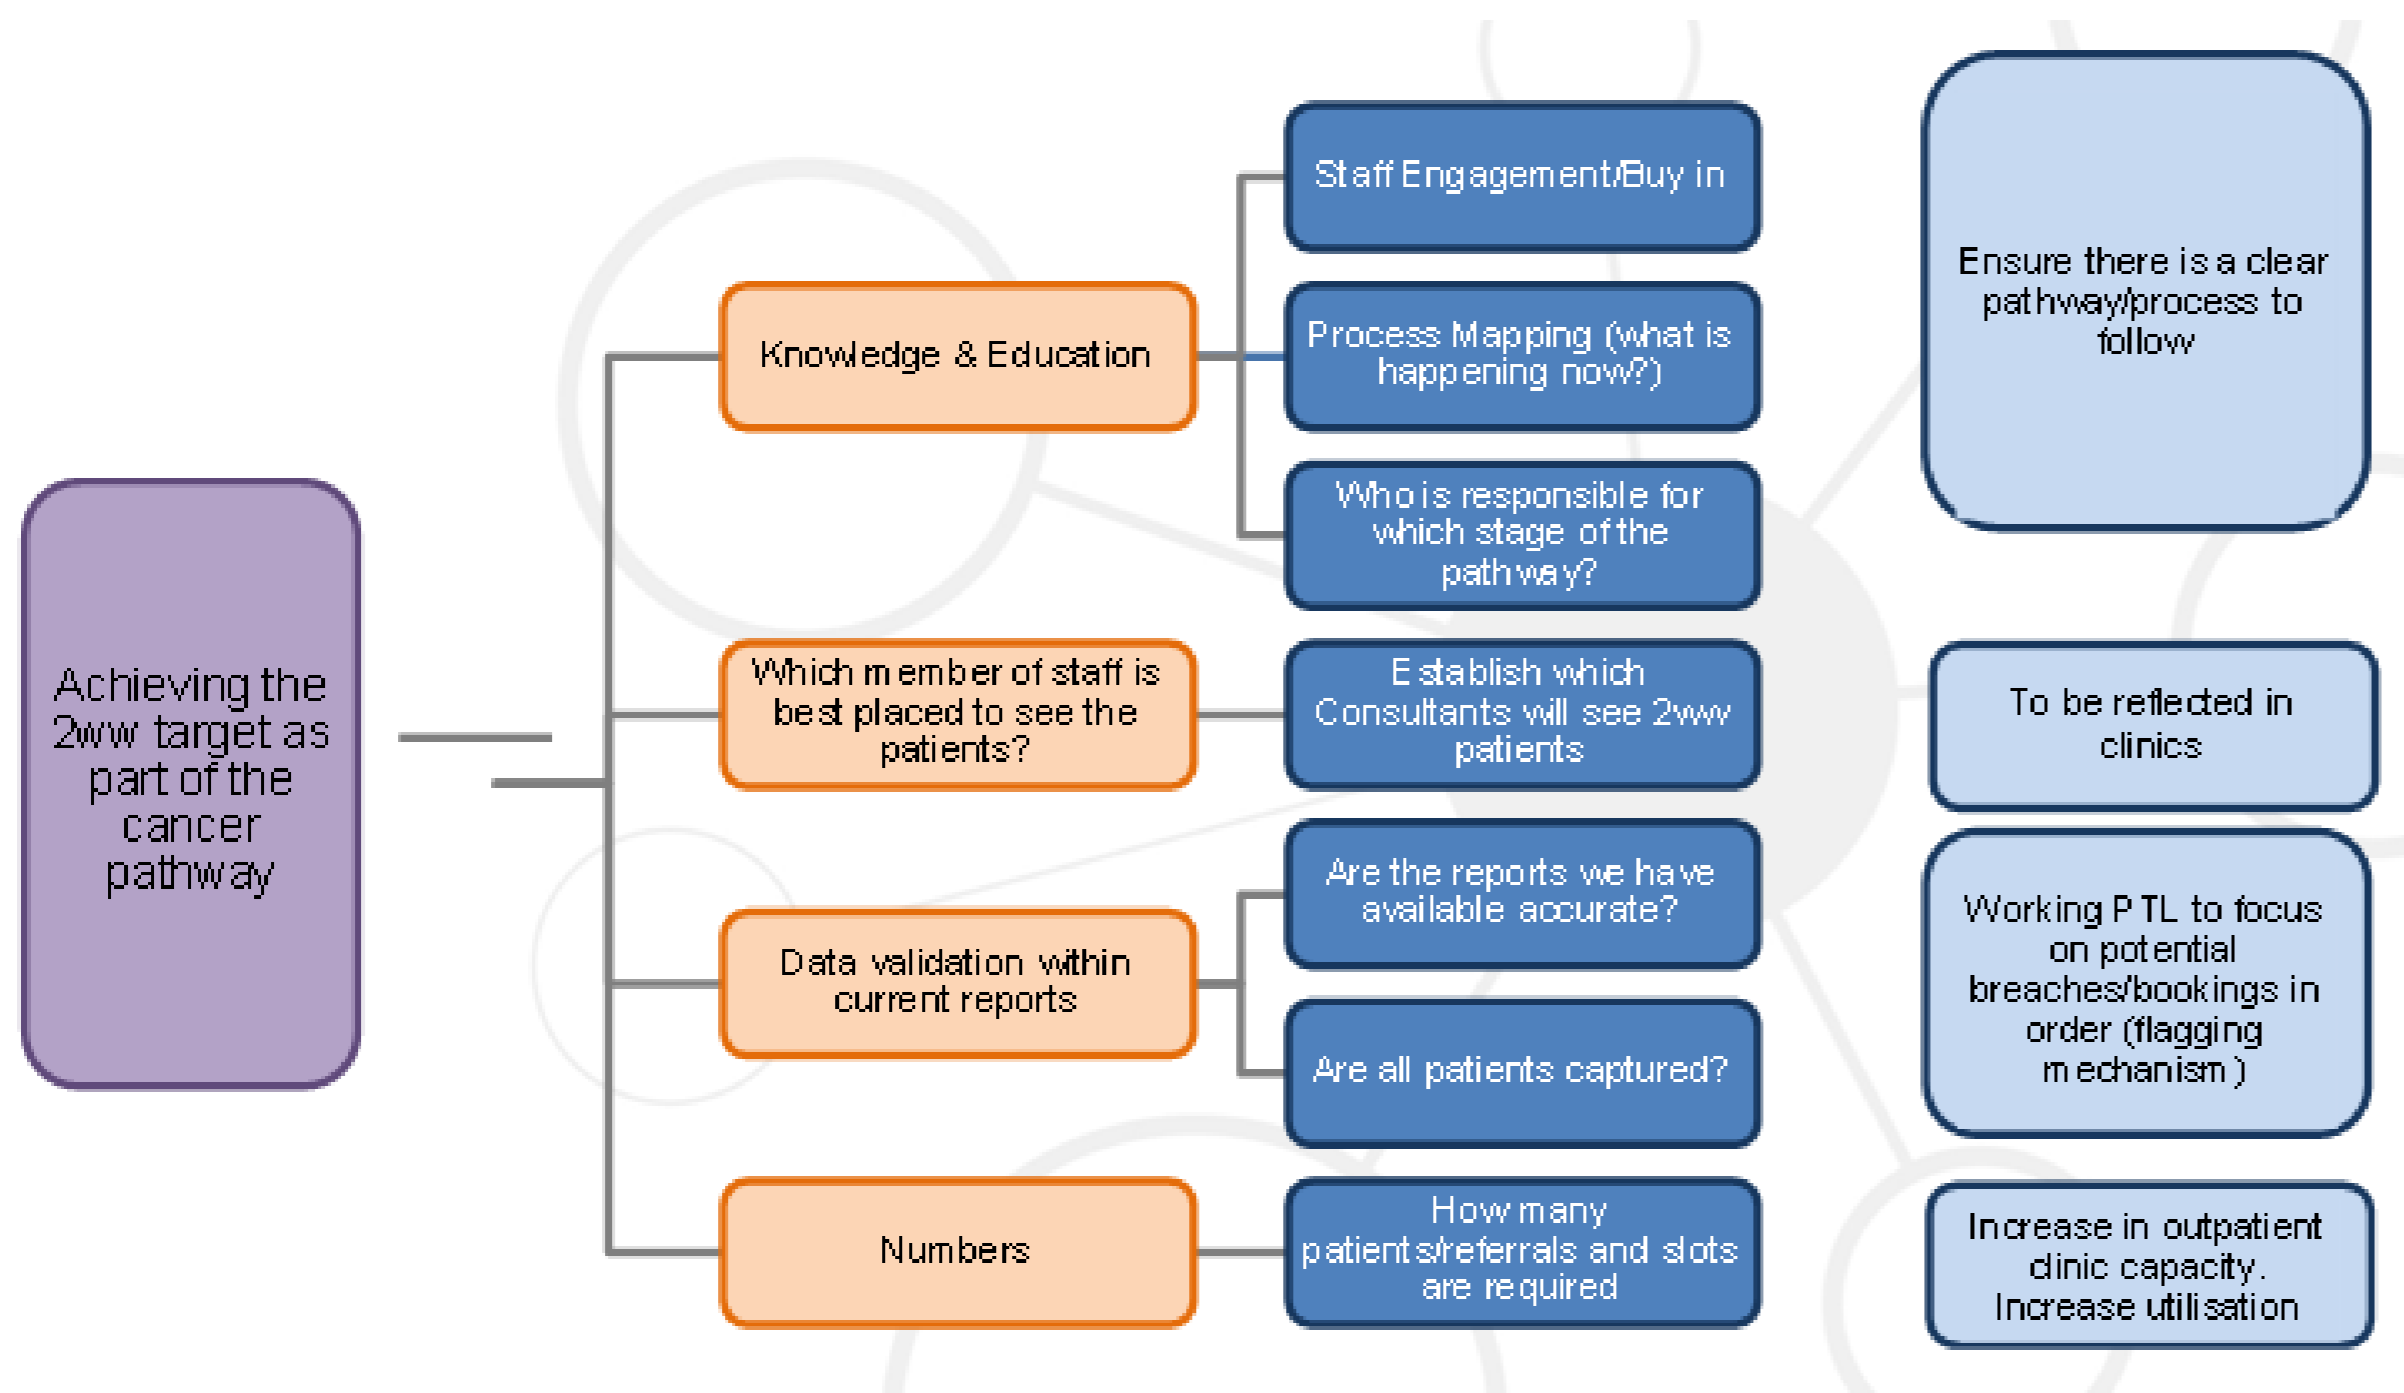 Achieving the
2ww target as
part of the
cancer
pathway
Knowledge & Education
Which member of staff is
best placed to see the
patients?
Data validation within
current reports
Numbers
Staff Engagement/Buy in
Process Mapping (what is
happening now?)
Who is responsible for
which stage of the
pathway?
Establish which
Consultants will see 2ww
patients
Are the reports we have
available accurate?
Are all patients captured?
How many
patients/referrals and slots
are required
Ensure there is a clear
pathway/process to
follow
To be reflected in
clinics
Working PTL to focus
on potential
breaches/bookings in
order (flagging
mechanism)
Increase in outpatient
clinic capacity.
Increase utilisation